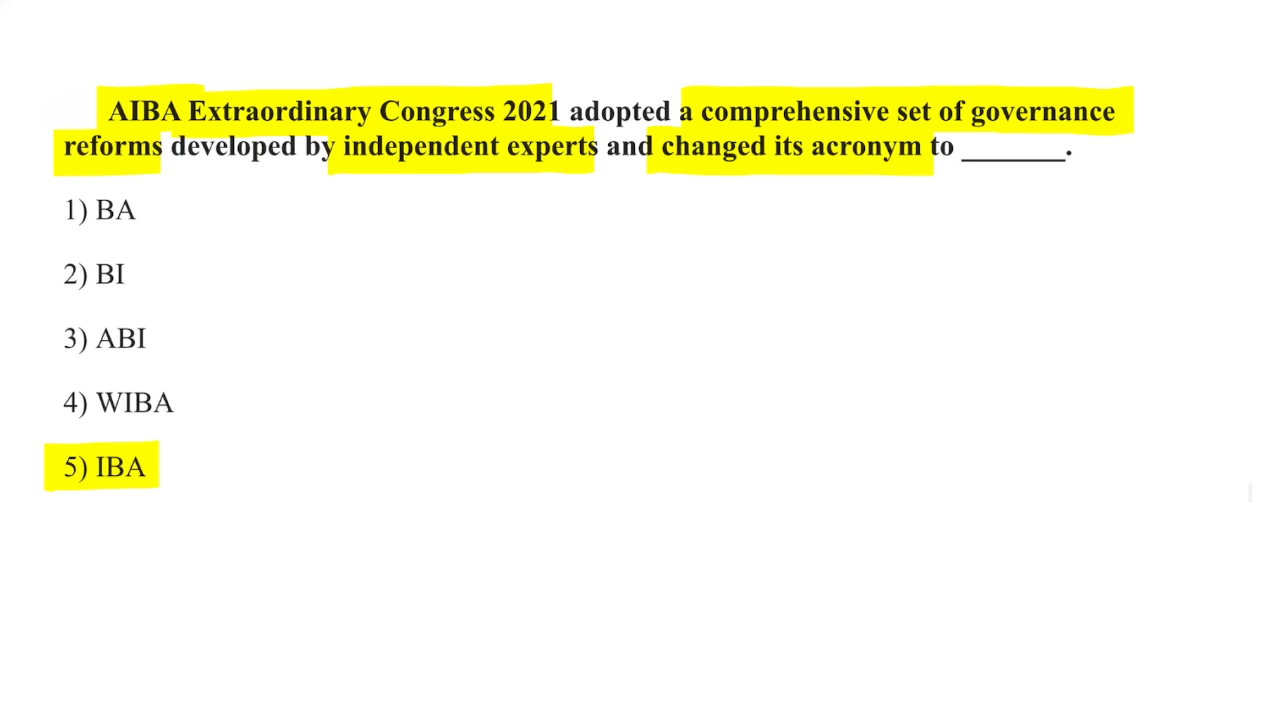 AIBA Extraordinary Congress 2021 adopted a comprehensive set of governance
reforms developed by independent experts and changed its acronym to _______.
1) BA
2) BI
3) ABI
4) WIBA
5) IBA